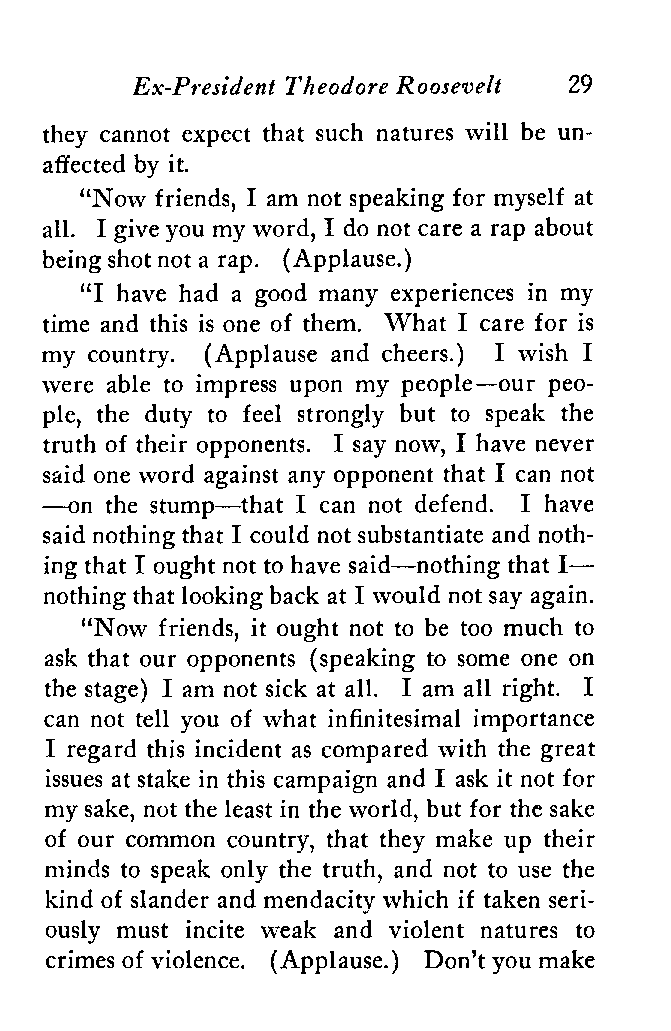 Ex-President Theodore Roosevelt 29
they cannot expect that such natures will be un-
affected by it.
"Now friends, I am not speaking for myself at
all. I give you my word, I do not care a rap about
being shot not a rap. (Applause.)
"I have had a good many experiences in my
time and this is one of them. What I care for is
my country. (Applause and cheers.) I wish I
were able to impress upon my people—our peo-
ple, the duty to feel strongly but to speak the
truth of their opponents. I say now, I have never
said one word against any opponent that I can not
—on the stump—that I can not defend. I have
said nothing that I could not substantiate and noth-
ing that I ought not to have said—nothing that I—
nothing that looking back at I would not say again.
"Now friends, it ought not to be too much to
ask that our opponents (speaking to some one on
the stage) I am not sick at all. I am all right. I
can not tell you of what infinitesimal importance
I regard this incident as compared with the great
issues at stake in this campaign and I ask it not for
my sake, not the least in the world, but for the sake
of our common country, that they make up their
minds to speak only the truth, and not to use the
kind of slander and mendacity which if taken seri-
ously must incite weak and violent natures to
crimes of violence. (Applause.) Don't you make